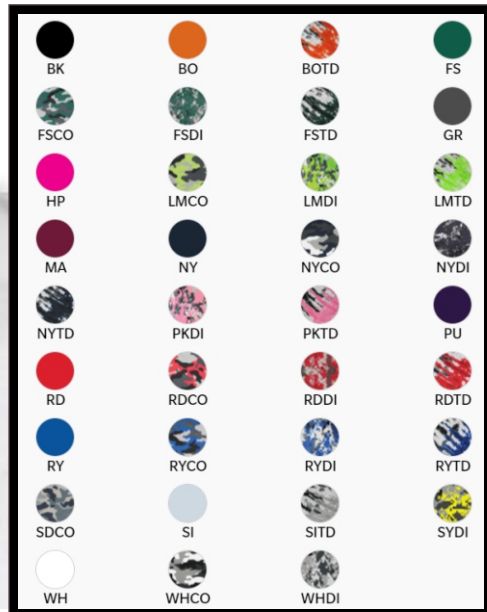 BK BO BOTD FS
FSCO FSDI FSTD GR
HP LMCO LMDI LMTD
MA NY NYCO NYDI
NYTD PKDI PKTD PU
RD RDCO RDDI RDTD
RY RYCO RYDI RYTD
SDCO SI SITD SYDI
WH WHCO WHDI